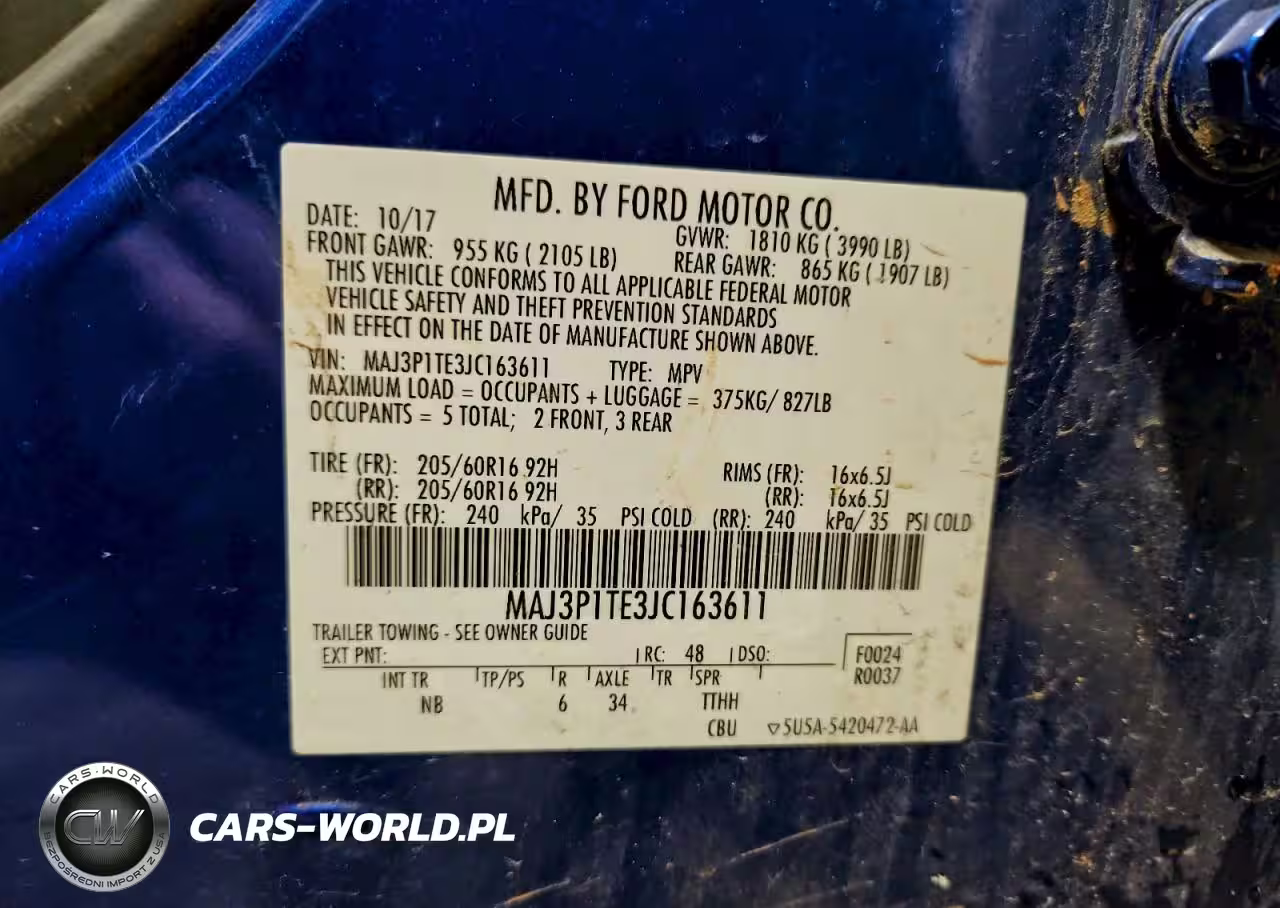 MFD. BY FORD MOTOR CO.
DATE: 10/17 GVWR: 1810 KG ( 3990 LB)
FRONT GAWR: 955 KG ( 2105 LB) REAR GAWR: 865 KG ( 1907 LB)
THIS VEHICLE CONFORMS TO ALL APPLICABLE FEDERAL MOTOR
VEHICLE SAFETY AND THEFT PREVENTION STANDARDS
IN EFFECT ON THE DATE OF MANUFACTURE SHOWN ABOVE.
VIN: MAJ3P1TE3JC163611 TYPE: MPV
MAXIMUM LOAD = OCCUPANTS + LUGGAGE = 375KG/ 827LB
OCCUPANTS = 5 TOTAL; 2 FRONT, 3 REAR
TIRE (FR): 205/60R16 92H RIMS (FR): 16x6.5J
(RR): 205/60R16 92H (RR): 16x6.5J
PRESSURE (FR): 240 kPa/ 35 PSI COLD (RR): 240 kPa/ 35 PSI COLD
MAJ3P1TE3JC163611
TRAILER TOWING - SEE OWNER GUIDE
EXT PNT: RC: 48 DSO: F0024
R0037
INT TR TP/PS R AXLE TR SPR
NB 6 34 TTHH
CBU ▽5U5A-5420472-AA
CARS-WORLD
CW
BEZPOŚREDNI IMPORT Z USA
CARS-WORLD.PL